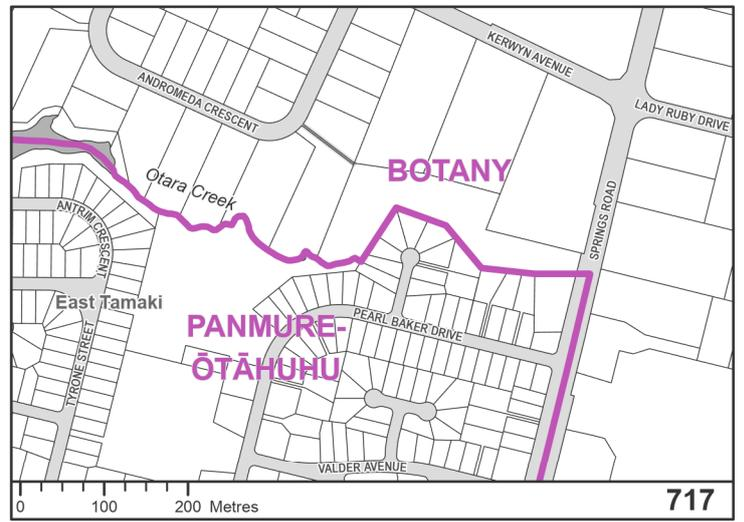 KERWYN AVENUE
ANDROMEDA CRESCENT
LADY RUBY DRIVE
BOTANY
Otara Creek
SPRINGS ROAD
ANTRIM CRESCENT
East Tamaki
PANMURE-
ŌTĀHUHU
PEARL BAKER DRIVE
TYRONE STREET
VALDER AVENUE
0 100 200 Metres
717